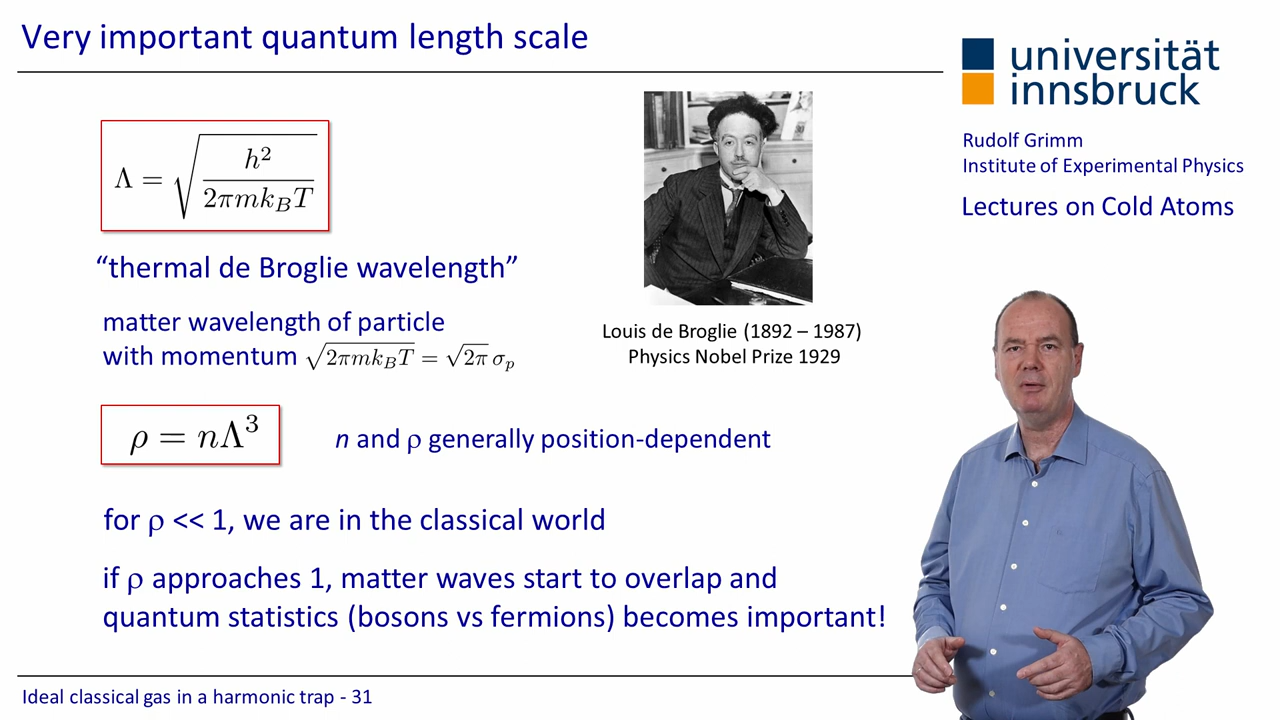 Very important quantum length scale
universität
innsbruck
Rudolf Grimm
Institute of Experimental Physics
Lectures on Cold Atoms
Λ = √(h²/ 2πmk_BT)
“thermal de Broglie wavelength”
matter wavelength of particle
with momentum √(2πmk_BT) = √2π σ_p
Louis de Broglie (1892 – 1987)
Physics Nobel Prize 1929
ρ = nΛ³
n and ρ generally position-dependent
for ρ << 1, we are in the classical world
if ρ approaches 1, matter waves start to overlap and
quantum statistics (bosons vs fermions) becomes important!
Ideal classical gas in a harmonic trap - 31